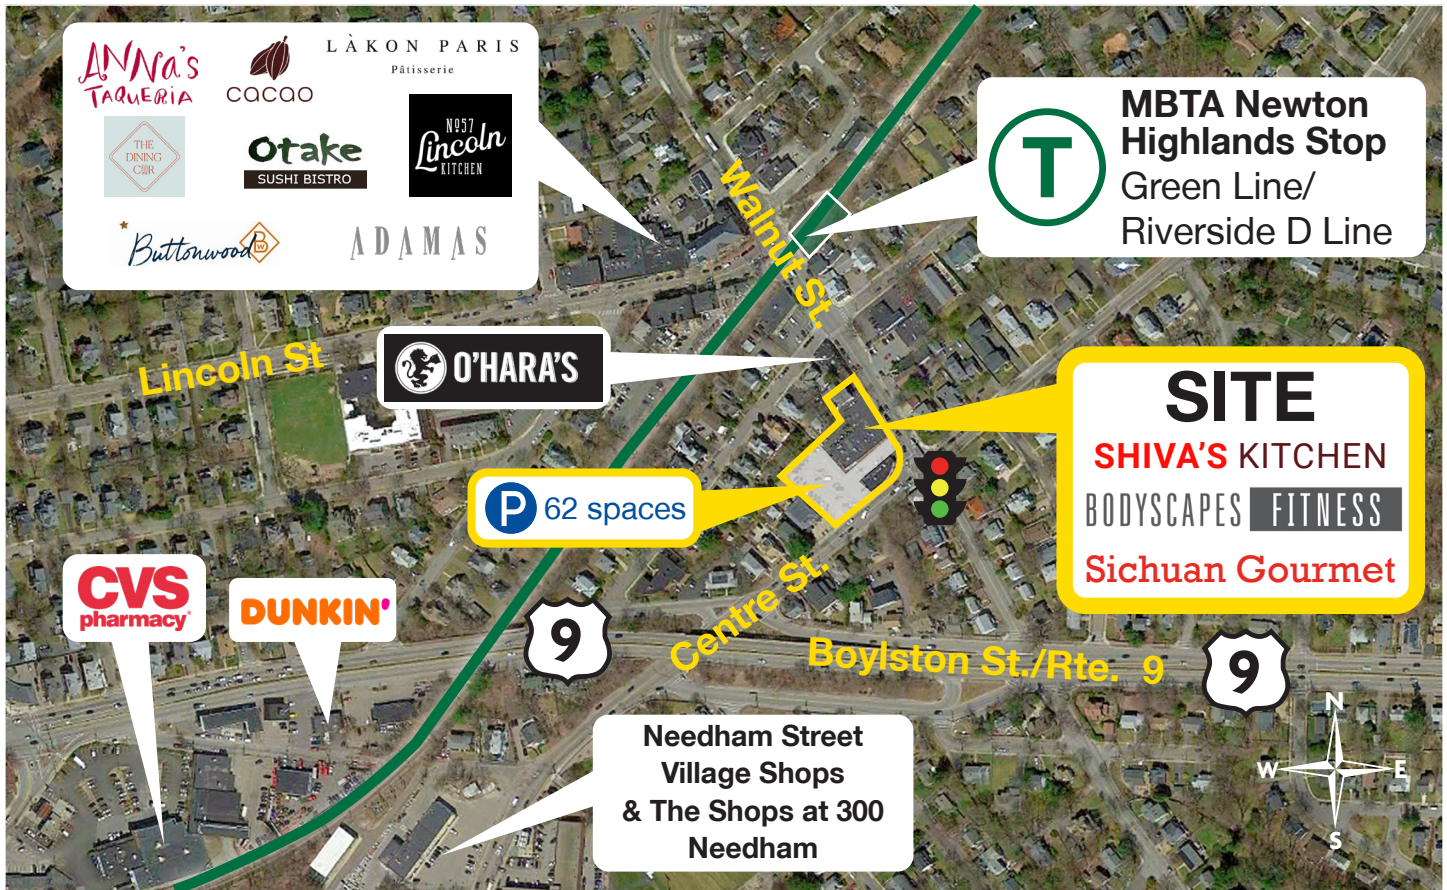 ANNA'S
TAQUERIA
cacao
LÀKON PARIS
Pâtisserie
THE
DINING
CAR
Otake
SUSHI BISTRO
Nº57
Lincoln
KITCHEN
Buttonwood
BW
ADAMAS
MBTA Newton
Highlands Stop
Green Line/
Riverside D Line
T
Walnut St.
Lincoln St
O'HARA'S
SITE
SHIVA'S KITCHEN
BODYSCAPES FITNESS
Sichuan Gourmet
P 62 spaces
CVS
pharmacy
DUNKIN'
9
Centre St.
Boylston St./Rte. 9
9
Needham Street
Village Shops
& The Shops at 300
Needham
N
W E
S